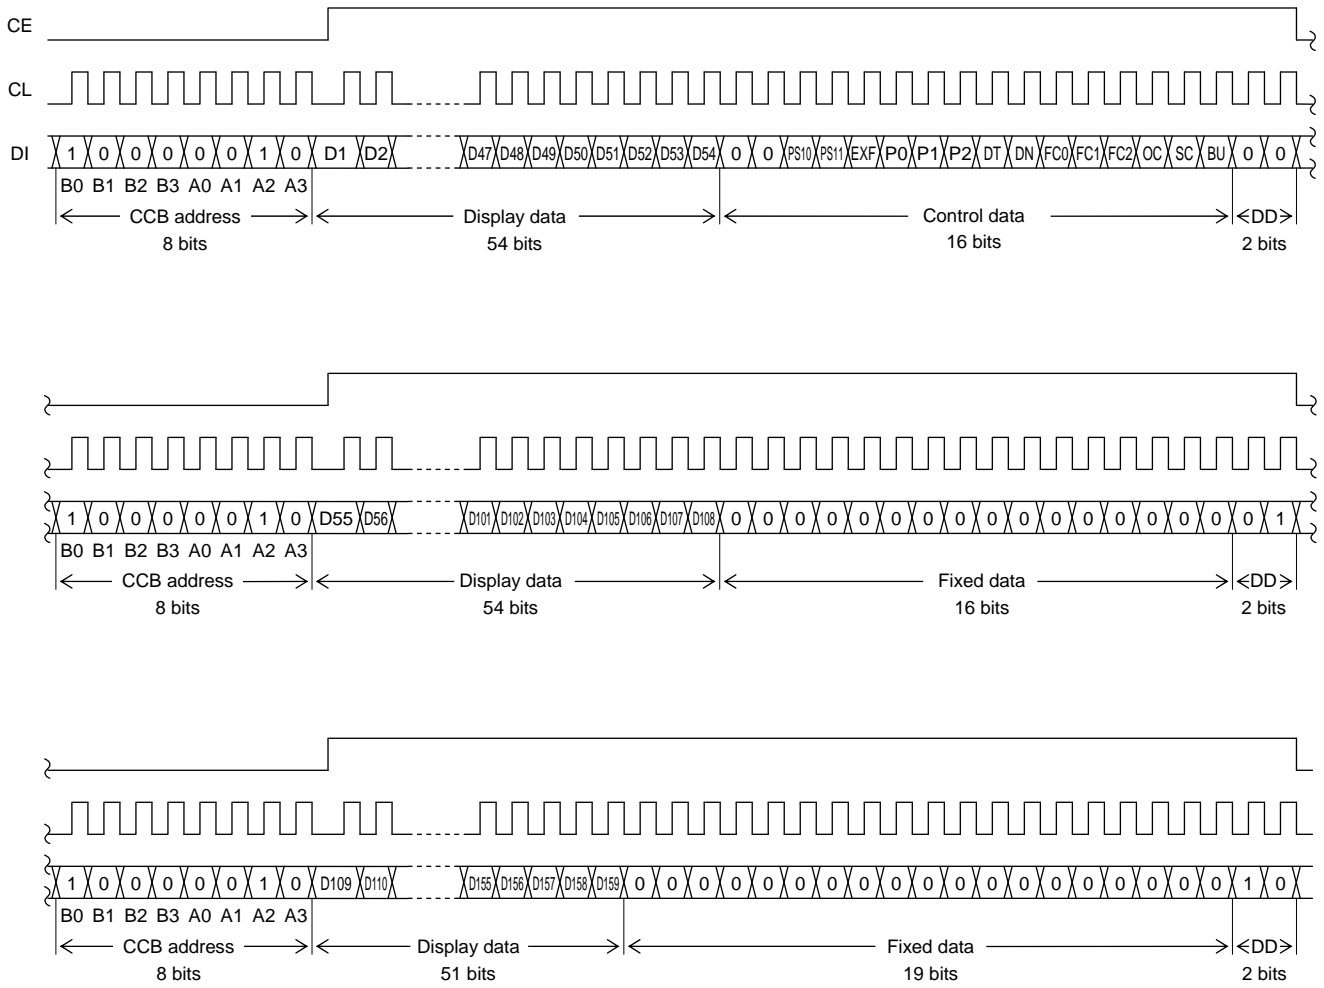 CE
CL
DI 1 0 0 0 0 0 1 0 D1 D2 D47 D48 D49 D50 D51 D52 D53 D54 0 0 PS10 PS11 EXF P0 P1 P2 DT DN FC0 FC1 FC2 OC SC BU 0 0
B0 B1 B2 B3 A0 A1 A2 A3
CCB address Display data Control data DD
8 bits 54 bits 16 bits 2 bits
1 0 0 0 0 0 1 0 D55 D56 D101 D102 D103 D104 D105 D106 D107 D108 0 0 0 0 0 0 0 0 0 0 0 0 0 0 0 0 0 1
B0 B1 B2 B3 A0 A1 A2 A3
CCB address Display data Fixed data DD
8 bits 54 bits 16 bits 2 bits
1 0 0 0 0 0 1 0 D109 D110 D155 D156 D157 D158 D159 0 0 0 0 0 0 0 0 0 0 0 0 0 0 0 0 0 0 0 1 0
B0 B1 B2 B3 A0 A1 A2 A3
CCB address Display data Fixed data DD
8 bits 51 bits 19 bits 2 bits